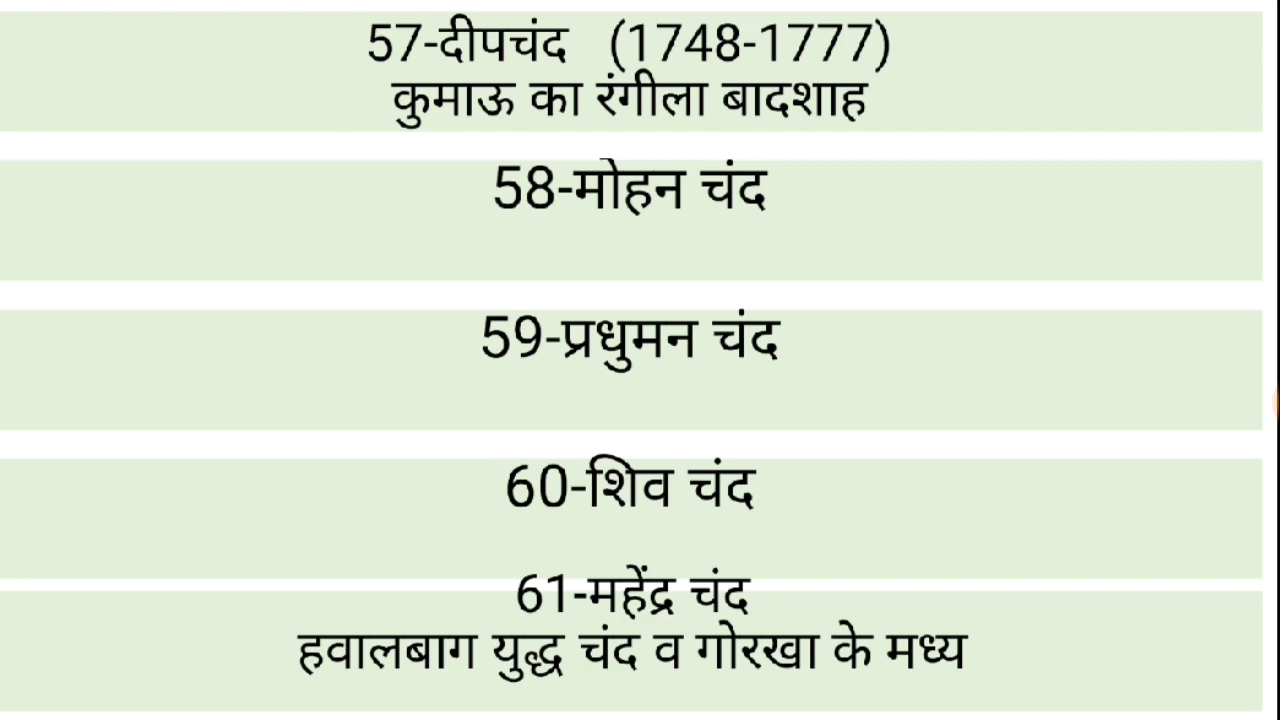 57-दीपचंद (1748-1777)
कुमाऊ का रंगीला बादशाह
58-मोहन चंद
59-प्रधुमन चंद
60-शिव चंद
61-महेंद्र चंद
हवालबाग युद्ध चंद व गोरखा के मध्य